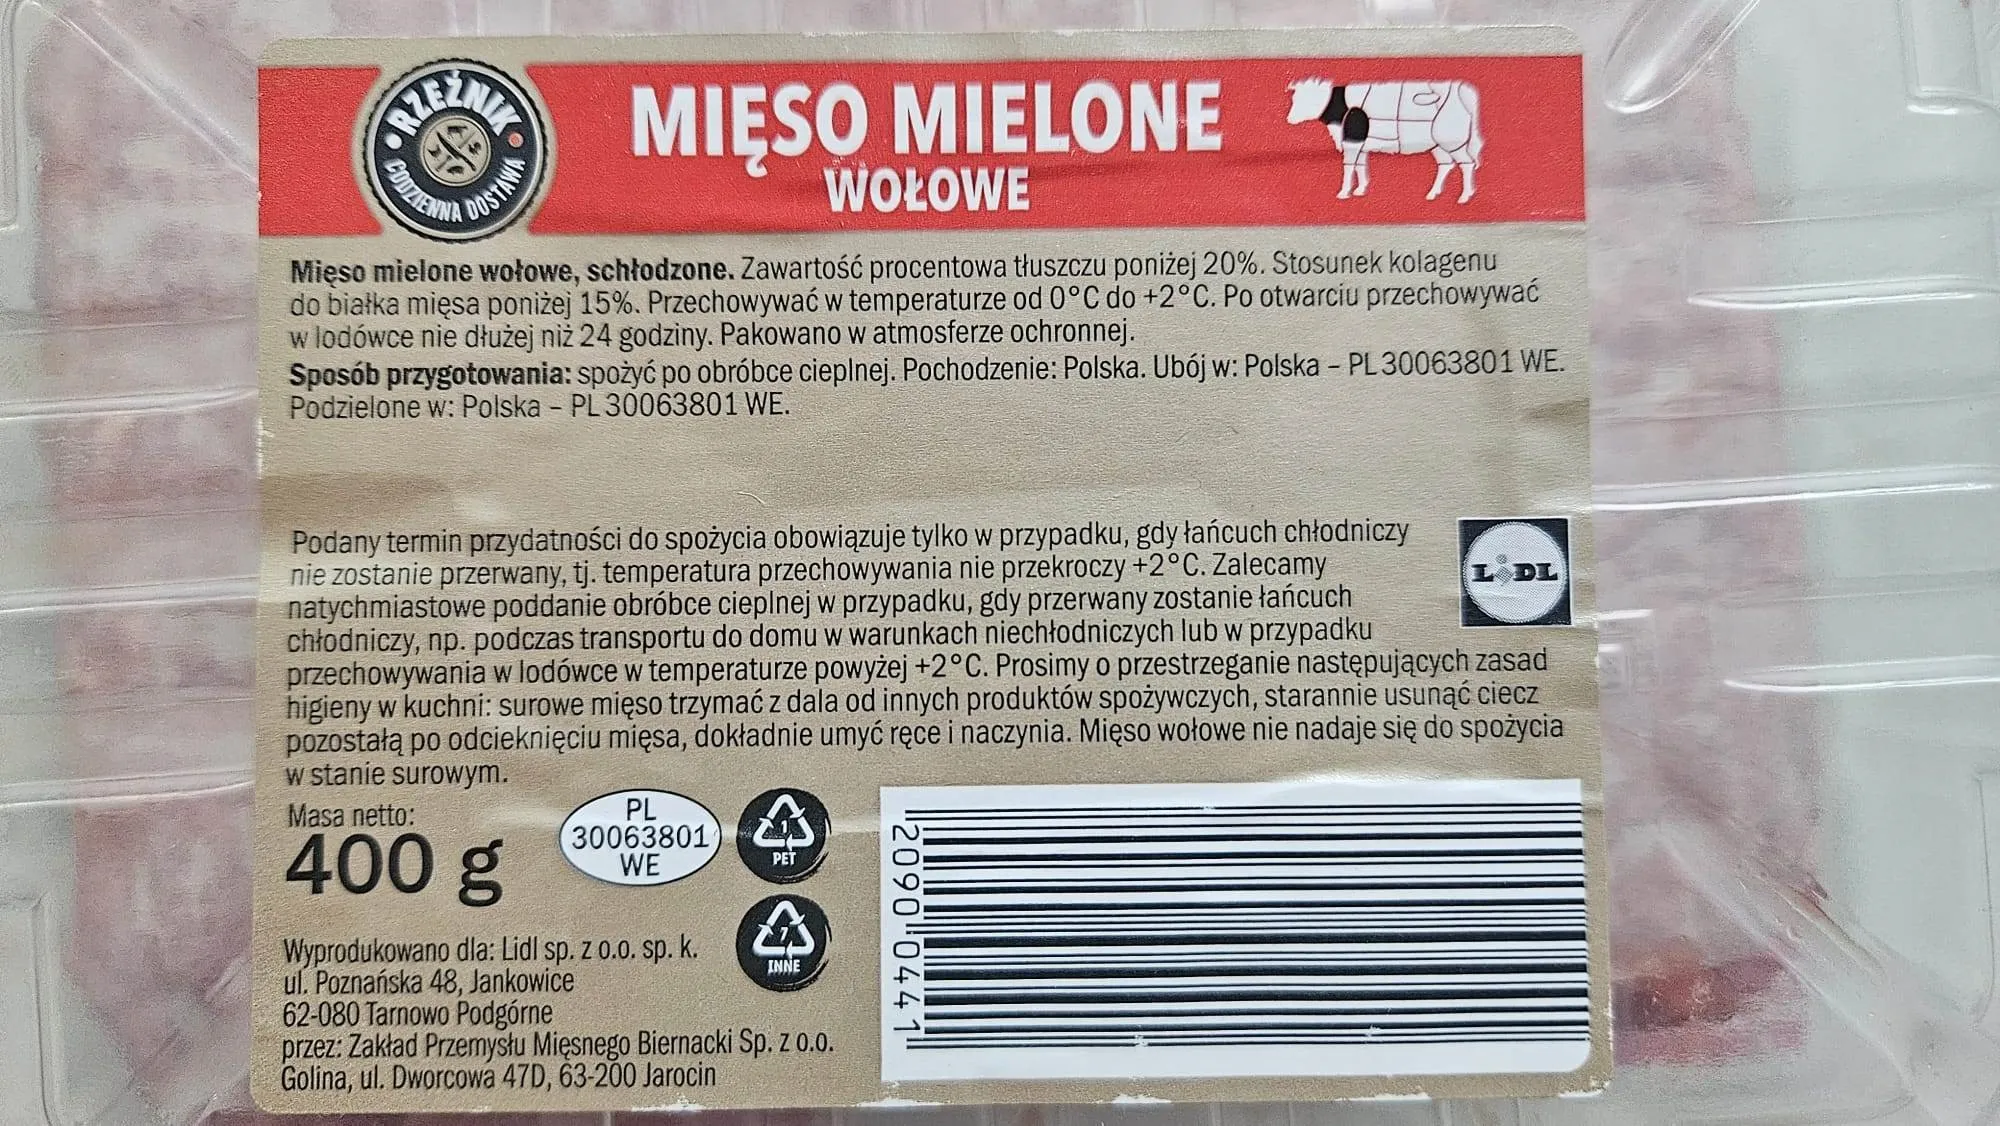 RZEŹNIK
CODZIENNA DOSTAWA
MIĘSO MIELONE
WOŁOWE
Mięso mielone wołowe, schłodzone. Zawartość procentowa tłuszczu poniżej 20%. Stosunek kolagenu
do białka mięsa poniżej 15%. Przechowywać w temperaturze od 0°C do +2°C. Po otwarciu przechowywać
w lodówce nie dłużej niż 24 godziny. Pakowano w atmosferze ochronnej.
Sposób przygotowania: spożyć po obróbce cieplnej. Pochodzenie: Polska. Ubój w: Polska – PL 30063801 WE.
Podzielone w: Polska – PL 30063801 WE.
Podany termin przydatności do spożycia obowiązuje tylko w przypadku, gdy łańcuch chłodniczy
nie zostanie przerwany, tj. temperatura przechowywania nie przekroczy +2°C. Zalecamy
natychmiastowe poddanie obróbce cieplnej w przypadku, gdy przerwany zostanie łańcuch
chłodniczy, np. podczas transportu do domu w warunkach niechłodniczych lub w przypadku
przechowywania w lodówce w temperaturze powyżej +2°C. Prosimy o przestrzeganie następujących zasad
higieny w kuchni: surowe mięso trzymać z dala od innych produktów spożywczych, starannie usunąć ciecz
pozostałą po odcieknięciu mięsa, dokładnie umyć ręce i naczynia. Mięso wołowe nie nadaje się do spożycia
w stanie surowym.
LIDL
Masa netto:
400 g
PL
30063801
WE
1
PET
7
INNE
Wyprodukowano dla: Lidl sp. z o.o. sp. k.
ul. Poznańska 48, Jankowice
62-080 Tarnowo Podgórne
przez: Zakład Przemysłu Mięsnego Biernacki Sp. z o.o.
Golina, ul. Dworcowa 47D, 63-200 Jarocin
20900441